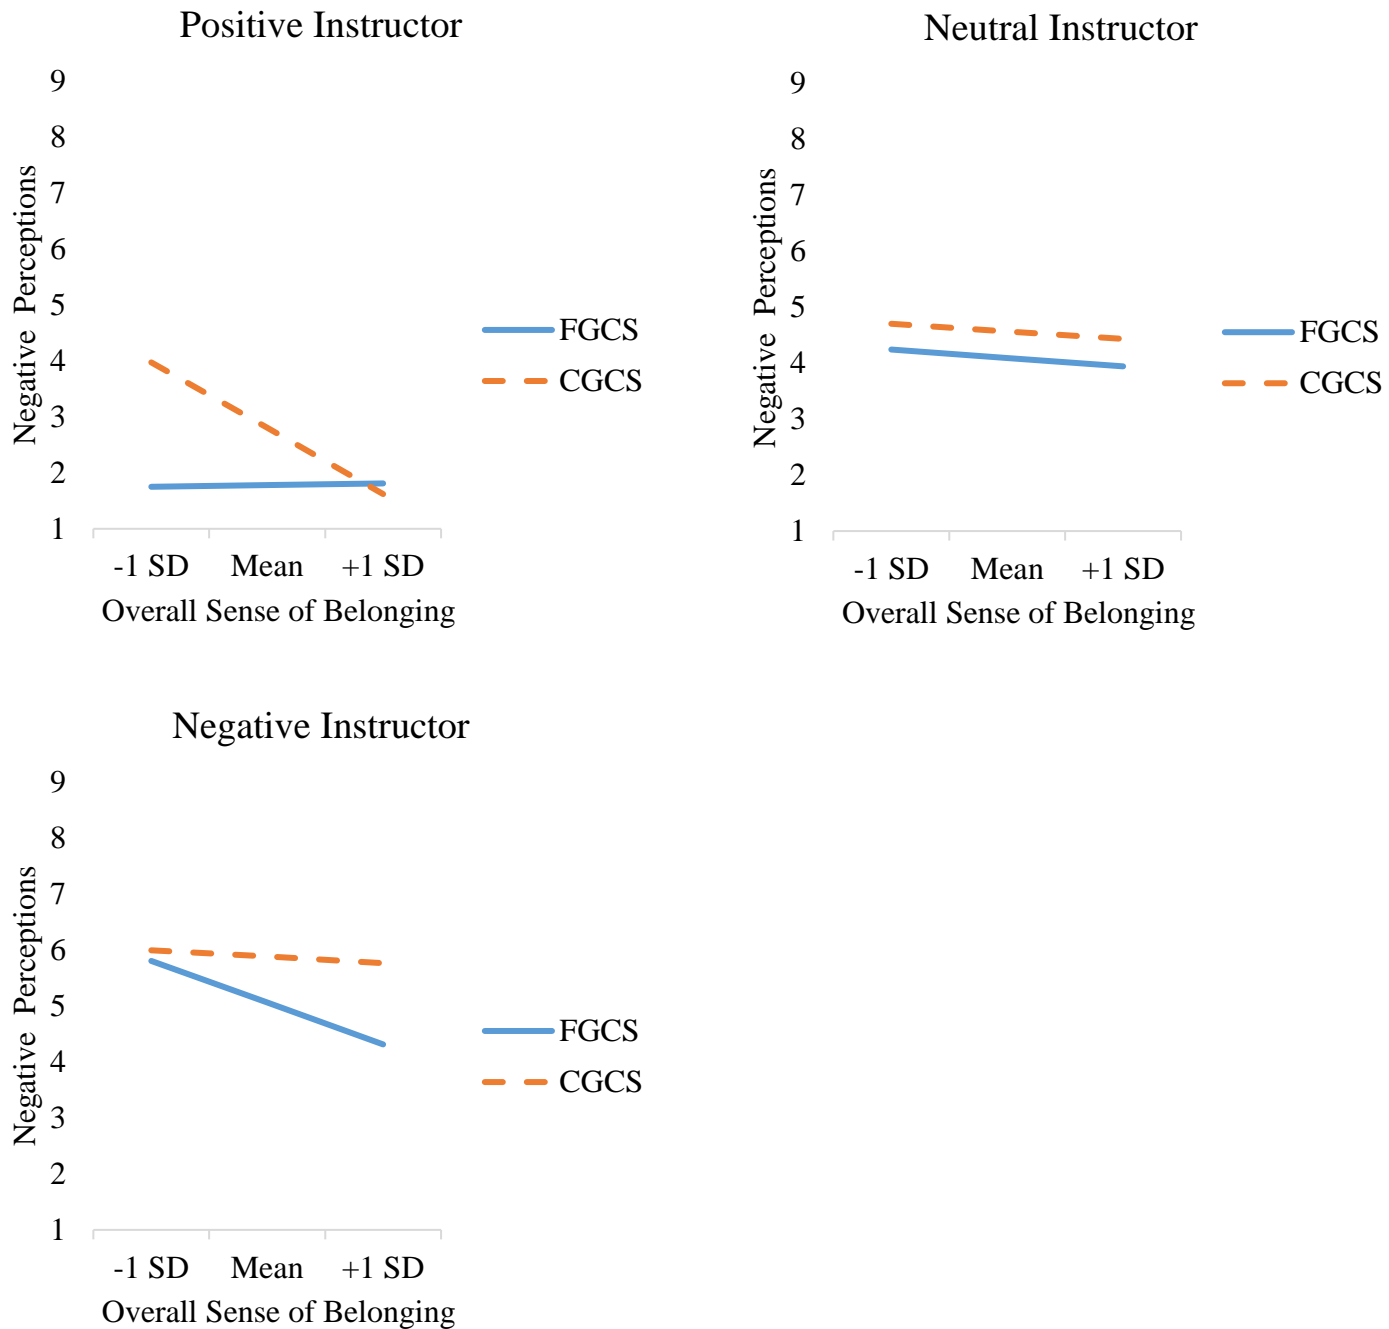 Positive Instructor
9
8
7
6
5
4
3
2
1
Negative Perceptions
-1 SD Mean +1 SD
Overall Sense of Belonging
FGCS
CGCS
Neutral Instructor
9
8
7
6
5
4
3
2
1
Negative Perceptions
-1 SD Mean +1 SD
Overall Sense of Belonging
FGCS
CGCS
Negative Instructor
9
8
7
6
5
4
3
2
1
Negative Perceptions
-1 SD Mean +1 SD
Overall Sense of Belonging
FGCS
CGCS